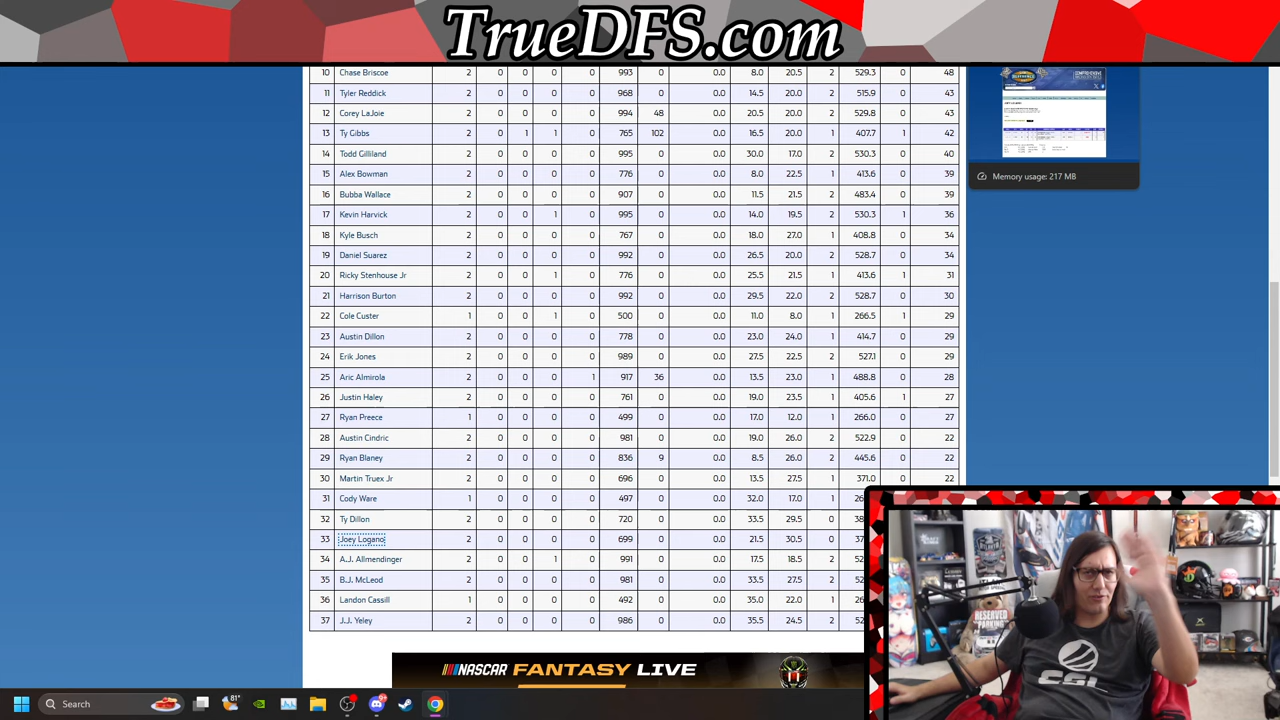 TrueDFS.com
10 Chase Briscoe 2 0 0 0 0 993 0 0.0 8.0 20.5 2 529.3 0 48
11 Tyler Reddick 2 0 0 0 0 968 0 0.0 14.5 20.0 2 515.9 0 43
12 Corey LaJoie 2 0 0 0 0 994 48 0.0 20.5 20.0 2 529.8 0 43
13 Ty Gibbs 2 0 1 1 0 765 102 0.0 16.5 20.0 1 407.7 1 42
14 Todd Gilliland 2 0 0 0 0 995 0 0.0 30.0 17.0 2 530.3 0 40
15 Alex Bowman 2 0 0 0 0 776 0 0.0 8.0 22.5 1 413.6 1 39
16 Bubba Wallace 2 0 0 0 0 907 0 0.0 11.5 21.5 2 483.4 0 39
17 Kevin Harvick 2 0 0 1 0 995 0 0.0 14.0 19.5 2 530.3 1 36
18 Kyle Busch 2 0 0 0 0 767 0 0.0 18.0 27.0 1 408.8 0 34
19 Daniel Suarez 2 0 0 0 0 992 0 0.0 26.5 20.0 2 528.7 0 34
20 Ricky Stenhouse Jr 2 0 0 1 0 776 0 0.0 25.5 21.5 1 413.6 1 31
21 Harrison Burton 2 0 0 0 0 992 0 0.0 29.5 22.0 2 528.7 0 30
22 Cole Custer 1 0 0 1 0 500 0 0.0 11.0 8.0 1 266.5 1 29
23 Austin Dillon 2 0 0 0 0 778 0 0.0 23.0 24.0 1 414.7 1 29
24 Erik Jones 2 0 0 0 0 989 0 0.0 27.5 22.5 2 527.1 0 29
25 Aric Almirola 2 0 0 0 1 917 36 0.0 13.5 23.0 1 488.8 0 28
26 Justin Haley 2 0 0 0 0 761 0 0.0 19.0 23.5 1 405.6 1 27
27 Ryan Preece 1 0 0 0 0 499 0 0.0 17.0 12.0 1 266.0 0 27
28 Austin Cindric 2 0 0 0 0 981 0 0.0 19.0 26.0 2 522.9 0 22
29 Ryan Blaney 2 0 0 0 0 836 9 0.0 8.5 26.0 2 445.6 0 22
30 Martin Truex Jr 2 0 0 0 0 696 0 0.0 13.5 27.5 1 371.0 0 22
31 Cody Ware 1 0 0 0 0 497 0 0.0 32.0 17.0 1 26
32 Ty Dillon 2 0 0 0 0 720 0 0.0 33.5 29.5 0 38
33 Joey Logano 2 0 0 0 0 699 0 0.0 21.5 30.5 0 37
34 A.J. Allmendinger 2 0 0 1 0 991 0 0.0 17.5 18.5 2 52
35 B.J. McLeod 2 0 0 0 0 981 0 0.0 33.5 27.5 2 52
36 Landon Cassill 1 0 0 0 0 492 0 0.0 35.0 22.0 1 26
37 J.J. Yeley 2 0 0 0 0 986 0 0.0 35.5 24.5 2 52
Memory usage: 217 MB
NASCAR FANTASY LIVE
RESERVED
PARKING
CGL
Search
81°